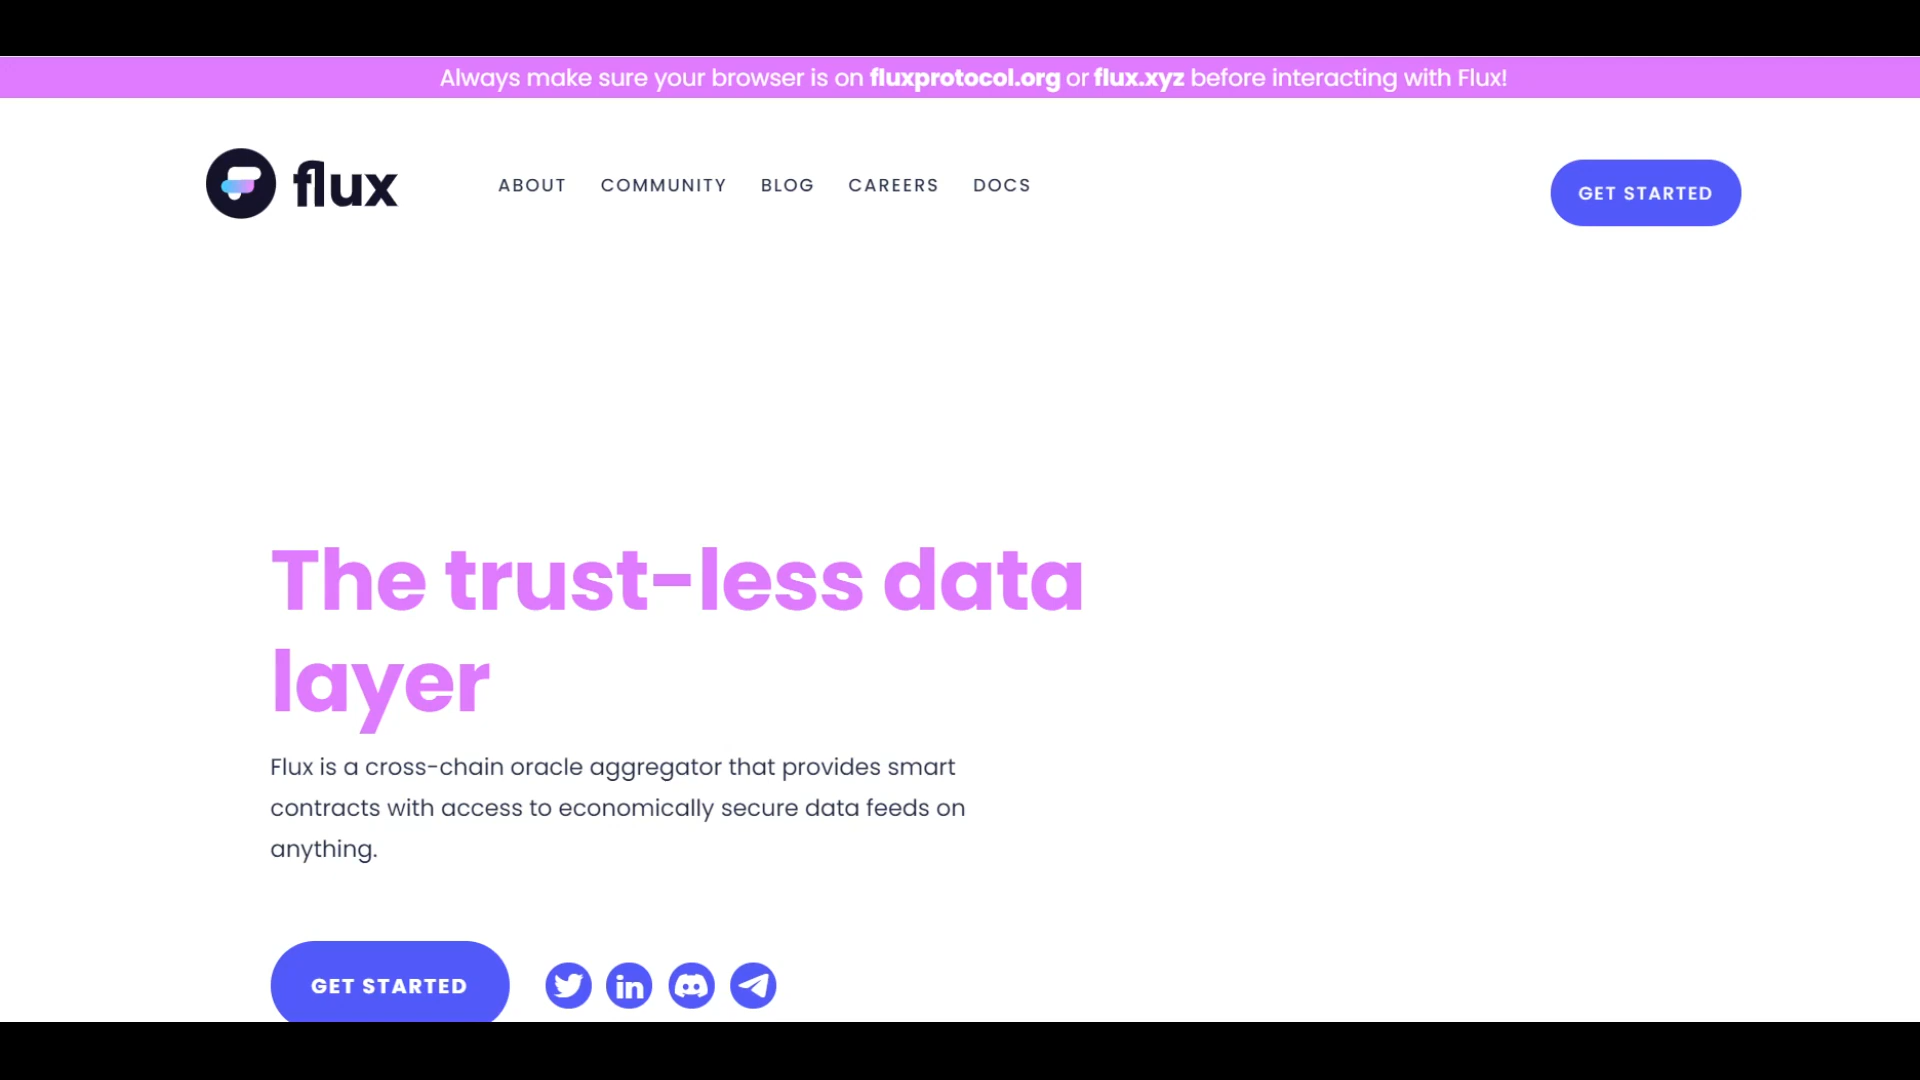 Always make sure your browser is on fluxprotocol.org or flux.xyz before interacting with Flux!
flux
ABOUT COMMUNITY BLOG CAREERS DOCS
GET STARTED
The trust-less data
layer
Flux is a cross-chain oracle aggregator that provides smart
contracts with access to economically secure data feeds on
anything.
GET STARTED
in